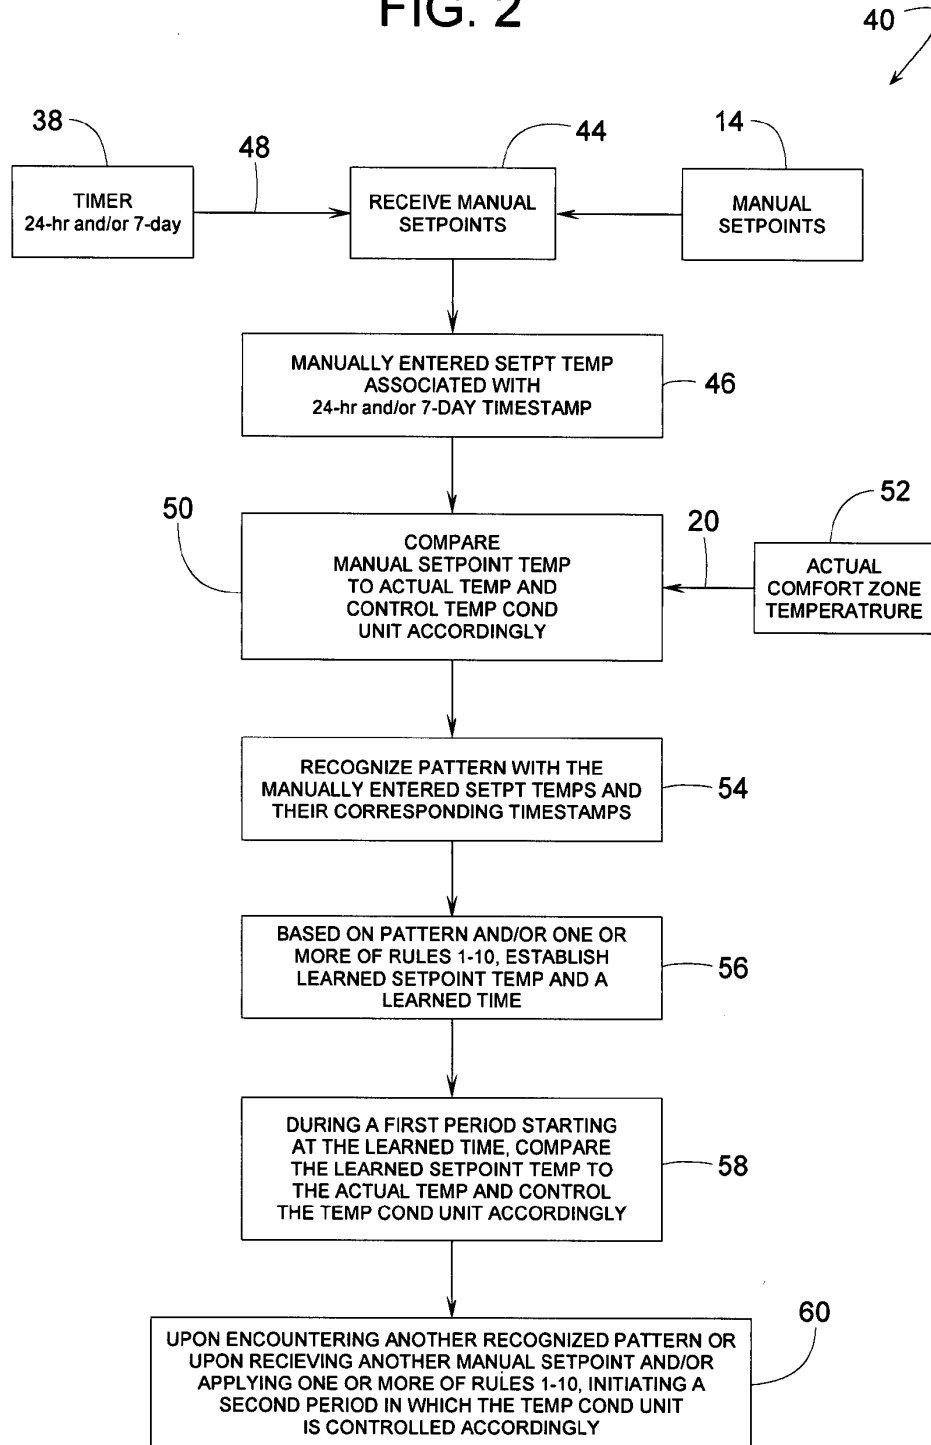 FIG. 2
40
38
48
44
14
TIMER
24-hr and/or 7-day
RECEIVE MANUAL
SETPOINTS
MANUAL
SETPOINTS
MANUALLY ENTERED SETPT TEMP
ASSOCIATED WITH
24-hr and/or 7-DAY TIMESTAMP
46
50
COMPARE
MANUAL SETPOINT TEMP
TO ACTUAL TEMP AND
CONTROL TEMP COND
UNIT ACCORDINGLY
20
52
ACTUAL
COMFORT ZONE
TEMPERATRURE
RECOGNIZE PATTERN WITH THE
MANUALLY ENTERED SETPT TEMPS AND
THEIR CORRESPONDING TIMESTAMPS
54
BASED ON PATTERN AND/OR ONE OR
MORE OF RULES 1-10, ESTABLISH
LEARNED SETPOINT TEMP AND A
LEARNED TIME
56
DURING A FIRST PERIOD STARTING
AT THE LEARNED TIME, COMPARE
THE LEARNED SETPOINT TEMP TO
THE ACTUAL TEMP AND CONTROL
THE TEMP COND UNIT ACCORDINGLY
58
60
UPON ENCOUNTERING ANOTHER RECOGNIZED PATTERN OR
UPON RECIEVING ANOTHER MANUAL SETPOINT AND/OR
APPLYING ONE OR MORE OF RULES 1-10, INITIATING A
SECOND PERIOD IN WHICH THE TEMP COND UNIT
IS CONTROLLED ACCORDINGLY